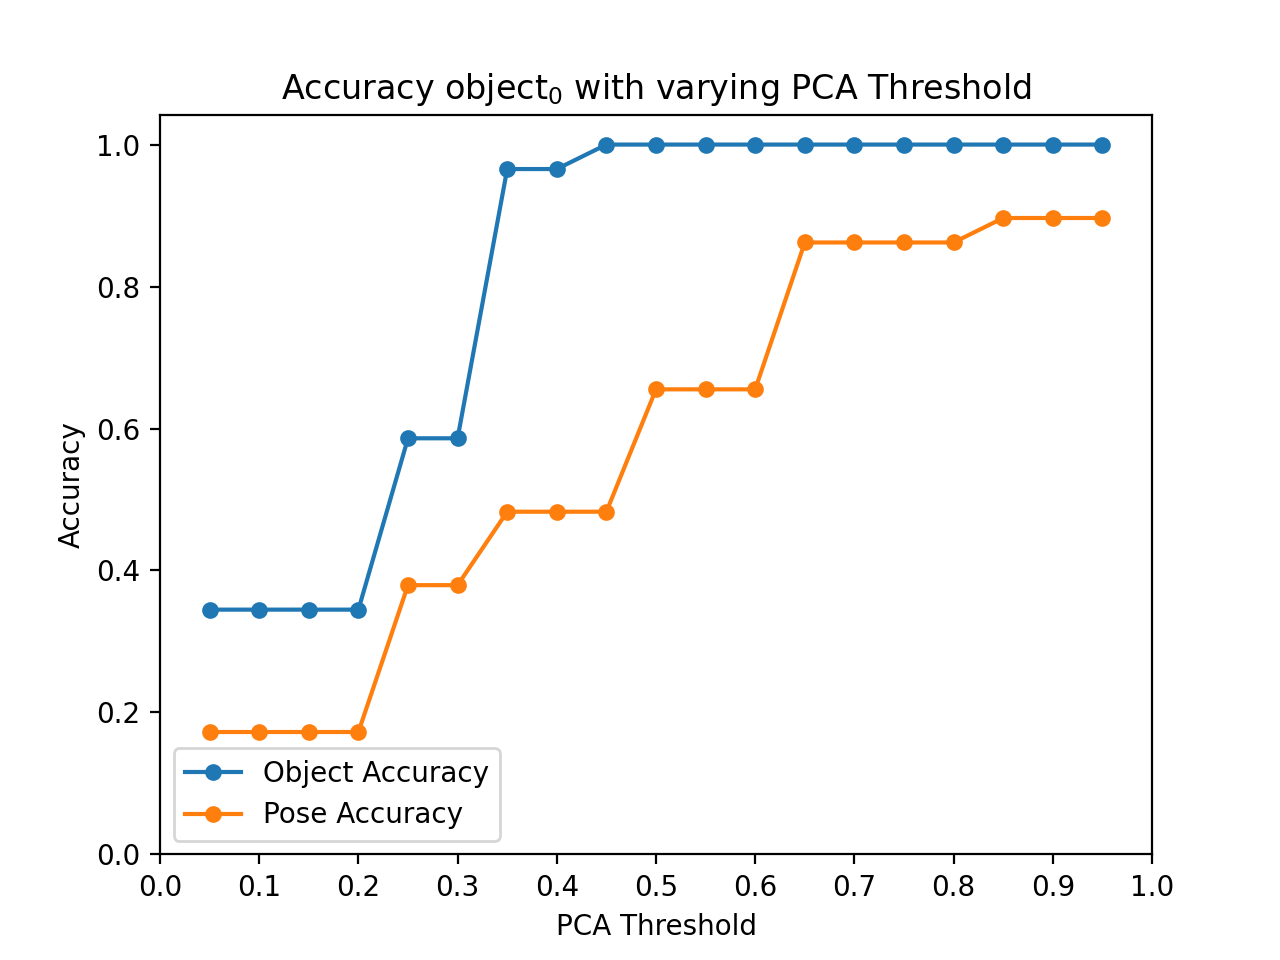 Accuracy object₀ with varying PCA Threshold
1.0
0.8
0.6
0.4
0.2
0.0
Accuracy
Object Accuracy
Pose Accuracy
0.0 0.1 0.2 0.3 0.4 0.5 0.6 0.7 0.8 0.9 1.0
PCA Threshold